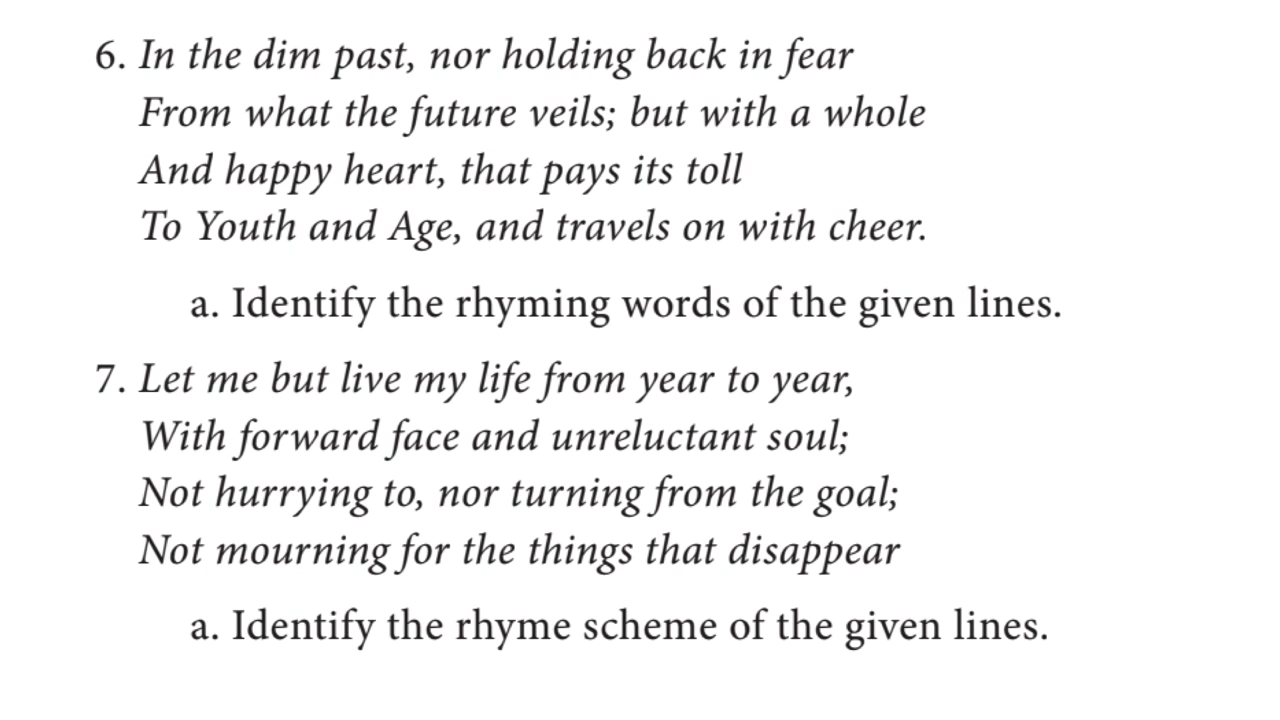 6. In the dim past, nor holding back in fear
From what the future veils; but with a whole
And happy heart, that pays its toll
To Youth and Age, and travels on with cheer.
a. Identify the rhyming words of the given lines.
7. Let me but live my life from year to year,
With forward face and unreluctant soul;
Not hurrying to, nor turning from the goal;
Not mourning for the things that disappear
a. Identify the rhyme scheme of the given lines.